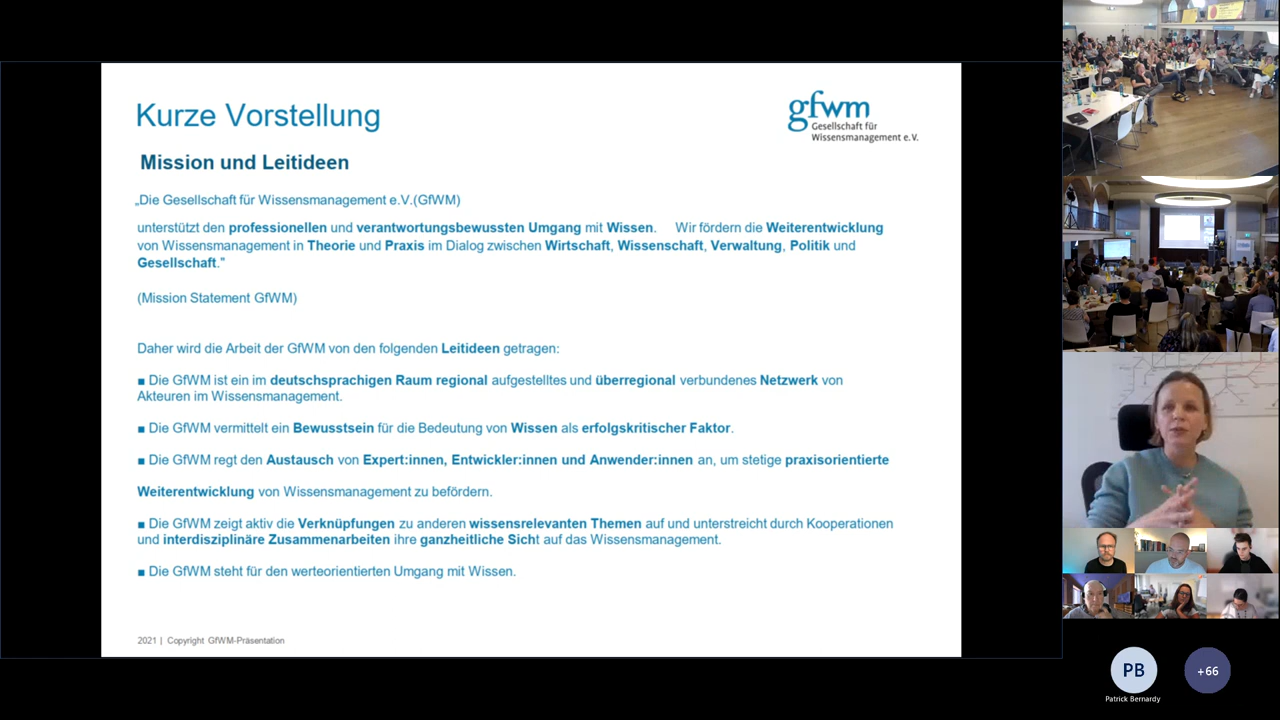 Kurze Vorstellung
gfwm
Gesellschaft für
Wissensmanagement e.V.
Mission und Leitideen
„Die Gesellschaft für Wissensmanagement e.V.(GfWM)
unterstützt den professionellen und verantwortungsbewussten Umgang mit Wissen. Wir fördern die Weiterentwicklung
von Wissensmanagement in Theorie und Praxis im Dialog zwischen Wirtschaft, Wissenschaft, Verwaltung, Politik und
Gesellschaft."
(Mission Statement GfWM)
Daher wird die Arbeit der GfWM von den folgenden Leitideen getragen:
■ Die GfWM ist ein im deutschsprachigen Raum regional aufgestelltes und überregional verbundenes Netzwerk von
Akteuren im Wissensmanagement.
■ Die GfWM vermittelt ein Bewusstsein für die Bedeutung von Wissen als erfolgskritischer Faktor.
■ Die GfWM regt den Austausch von Expert:innen, Entwickler:innen und Anwender:innen an, um stetige praxisorientierte
Weiterentwicklung von Wissensmanagement zu befördern.
■ Die GfWM zeigt aktiv die Verknüpfungen zu anderen wissensrelevanten Themen auf und unterstreicht durch Kooperationen
und interdisziplinäre Zusammenarbeiten ihre ganzheitliche Sicht auf das Wissensmanagement.
■ Die GfWM steht für den werteorientierten Umgang mit Wissen.
2021 | Copyright GfWM-Präsentation
PB
+66
Patrick Bernardy